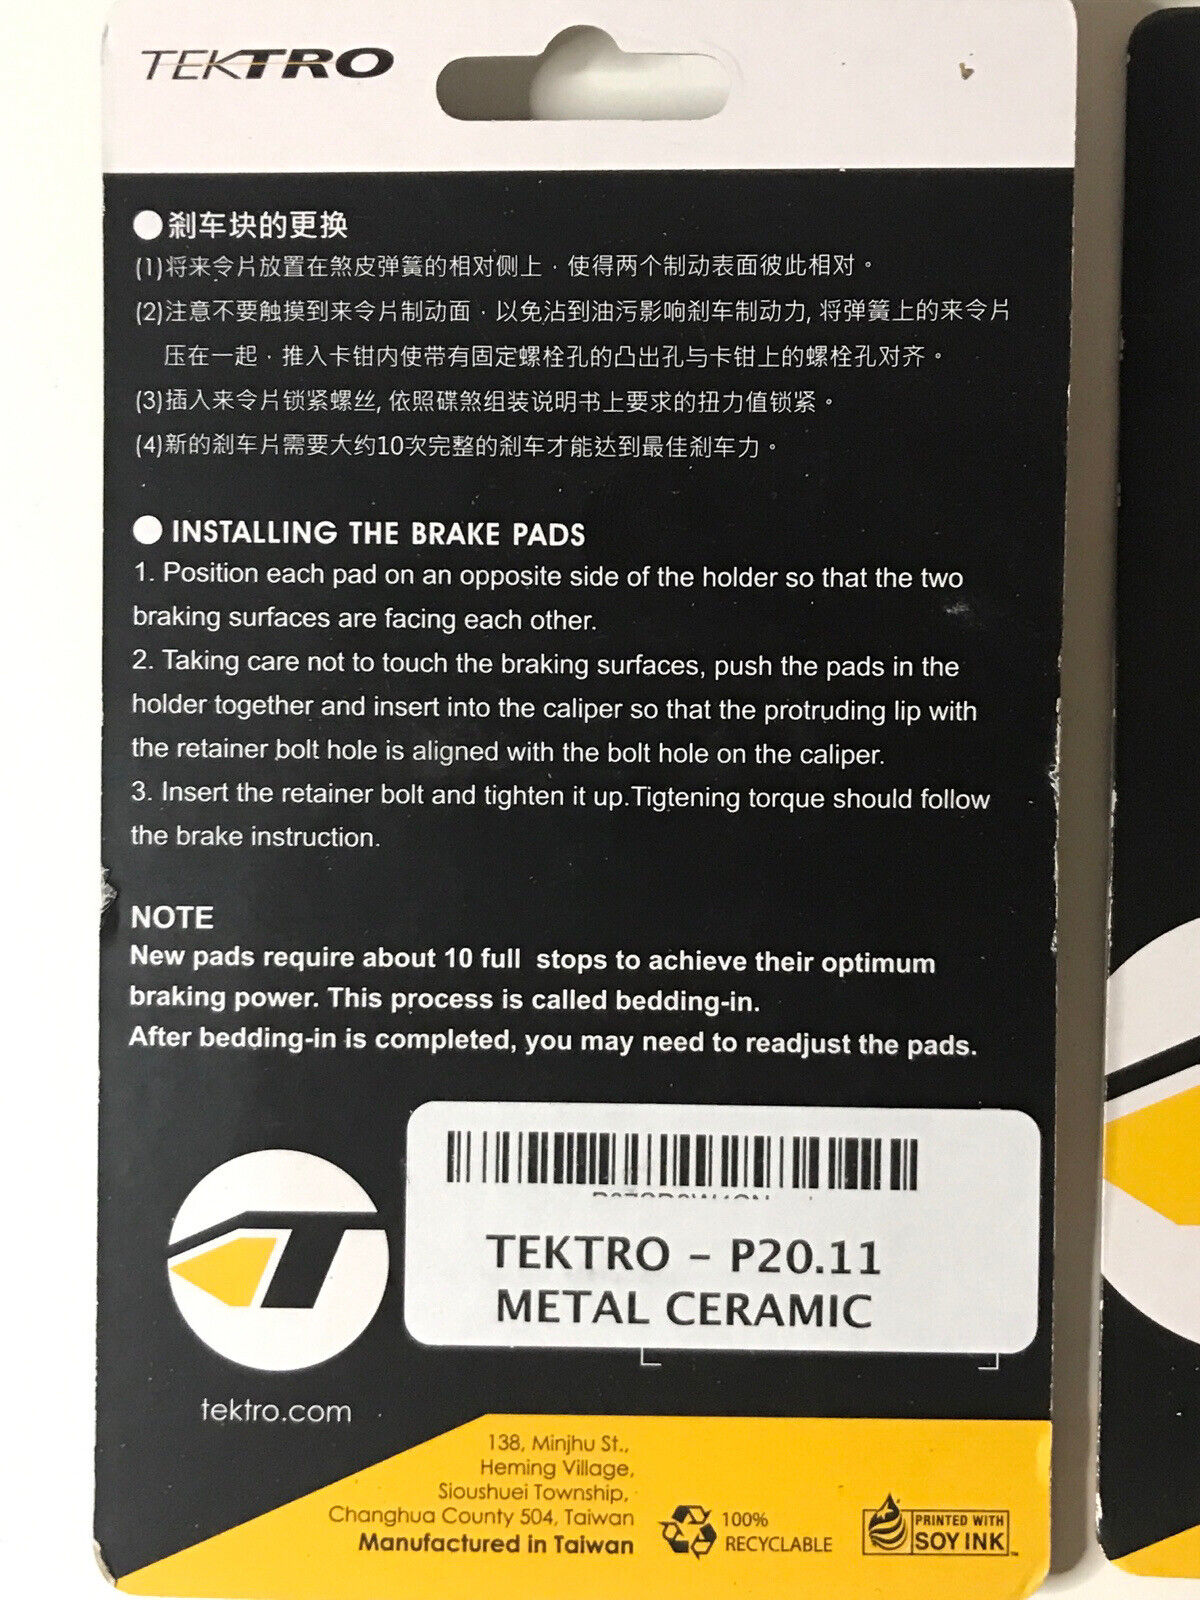 TEKTRO
●刹车块的更换
(1)将来令片放置在煞皮弹簧的相对侧上，使得两个制动表面彼此相对。
(2)注意不要触摸到来令片制动面，以免沾到油污影响刹车制动力, 将弹簧上的来令片
压在一起，推入卡钳内使带有固定螺栓孔的凸出孔与卡钳上的螺栓孔对齐。
(3)插入来令片锁紧螺丝, 依照碟煞组装说明书上要求的扭力值锁紧。
(4)新的刹车片需要大约10次完整的刹车才能达到最佳刹车力。
● INSTALLING THE BRAKE PADS
1. Position each pad on an opposite side of the holder so that the two
braking surfaces are facing each other.
2. Taking care not to touch the braking surfaces, push the pads in the
holder together and insert into the caliper so that the protruding lip with
the retainer bolt hole is aligned with the bolt hole on the caliper.
3. Insert the retainer bolt and tighten it up.Tigtening torque should follow
the brake instruction.
NOTE
New pads require about 10 full stops to achieve their optimum
braking power. This process is called bedding-in.
After bedding-in is completed, you may need to readjust the pads.
TEKTRO – P20.11
METAL CERAMIC
tektro.com
138, Minjhu St.,
Heming Village,
Sioushuei Township,
Changhua County 504, Taiwan
Manufactured in Taiwan
100%
RECYCLABLE
PRINTED WITH
SOY INK™